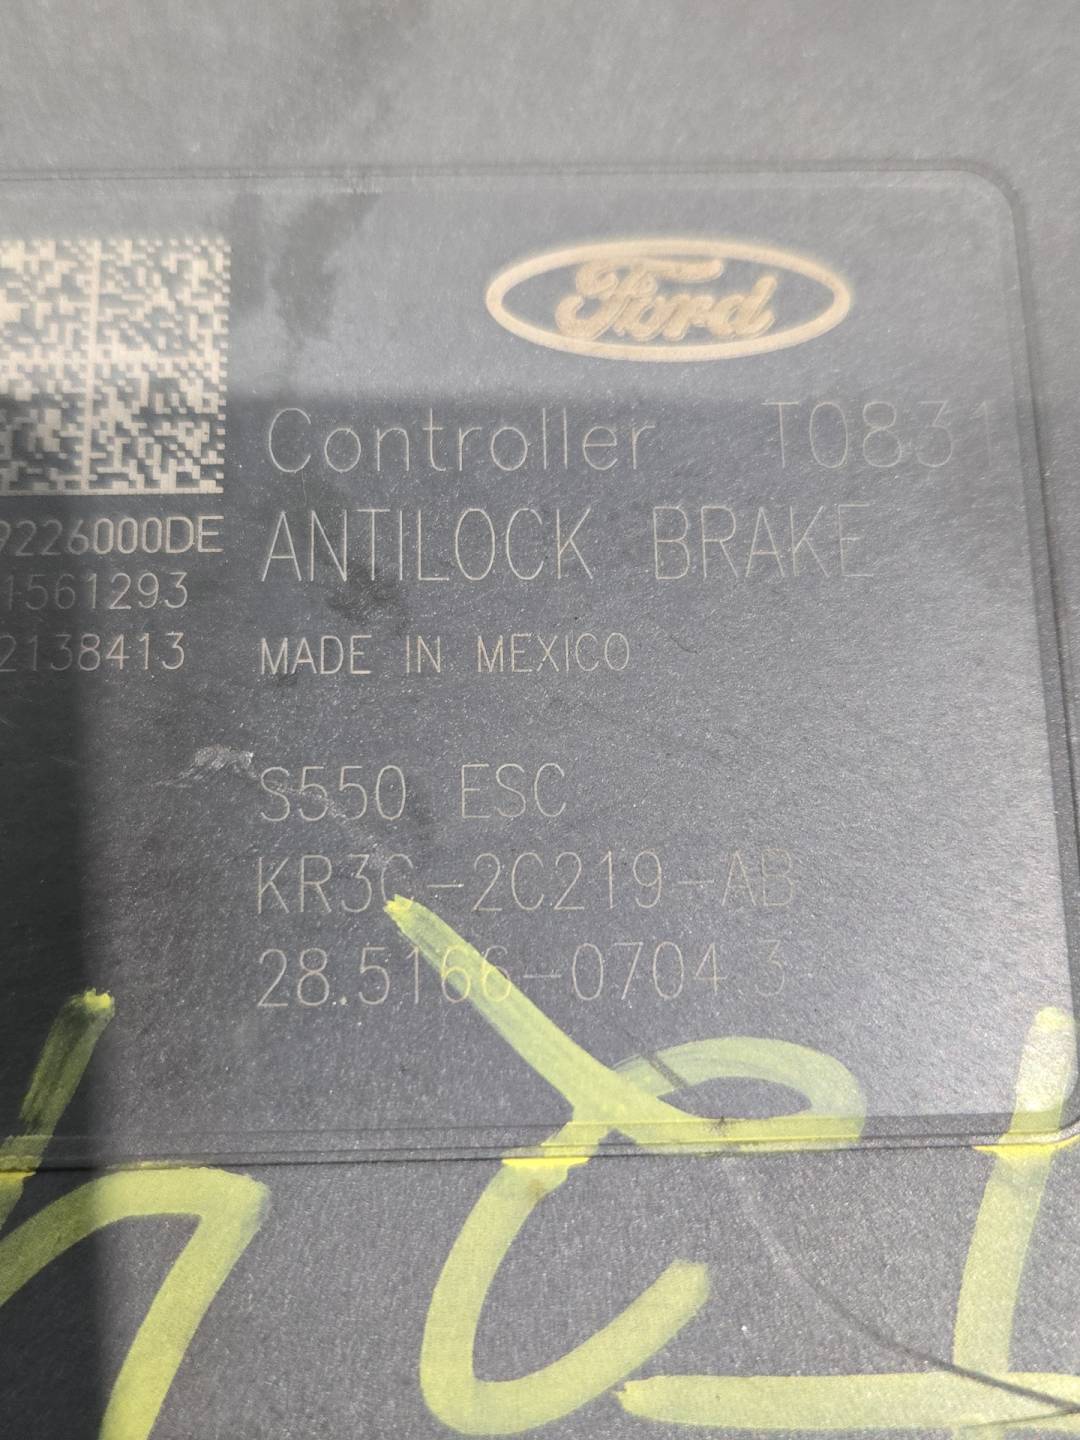 Ford
Controller T0831
9226000DE
ANTILOCK BRAKE
1561293
2138413
MADE IN MEXICO
S550 ESC
KR3C-2C219-AB
28.5166-0704.3